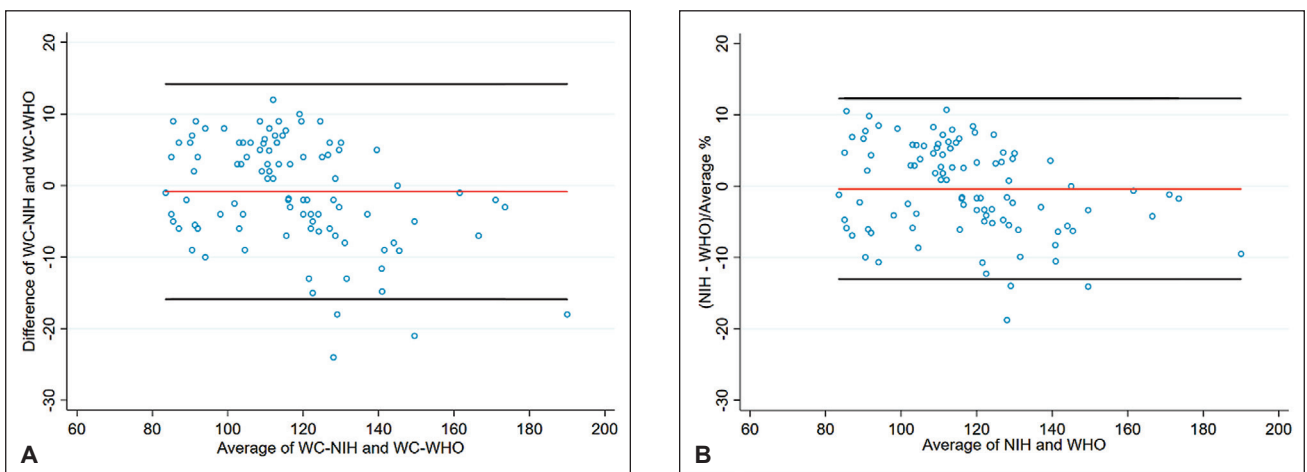 Difference of WC-NIH and WC-WHO
20
10
0
-10
-20
-30
60 80 100 120 140 160 180 200
Average of WC-NIH and WC-WHO
A
(NIH - WHO)/Average %
20
10
0
-10
-20
-30
60 80 100 120 140 160 180 200
Average of NIH and WHO
B